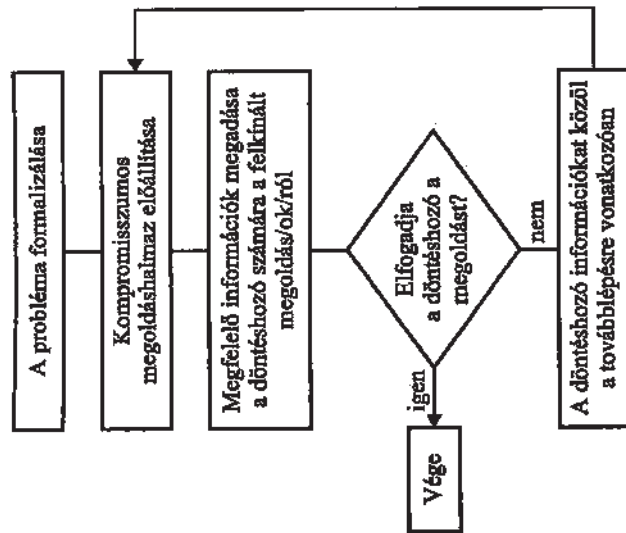 A probléma formalizálása
Kompromisszumos
megoldáshalmaz előállítása
Megfelelő információk megadása
a döntéshozó számára a felkínált
megoldás/ok/ról
Elfogadja
a döntéshozó a
megoldást?
igen
Vége
nem
A döntéshozó információkat közöl
a továbblépésre vonatkozóan